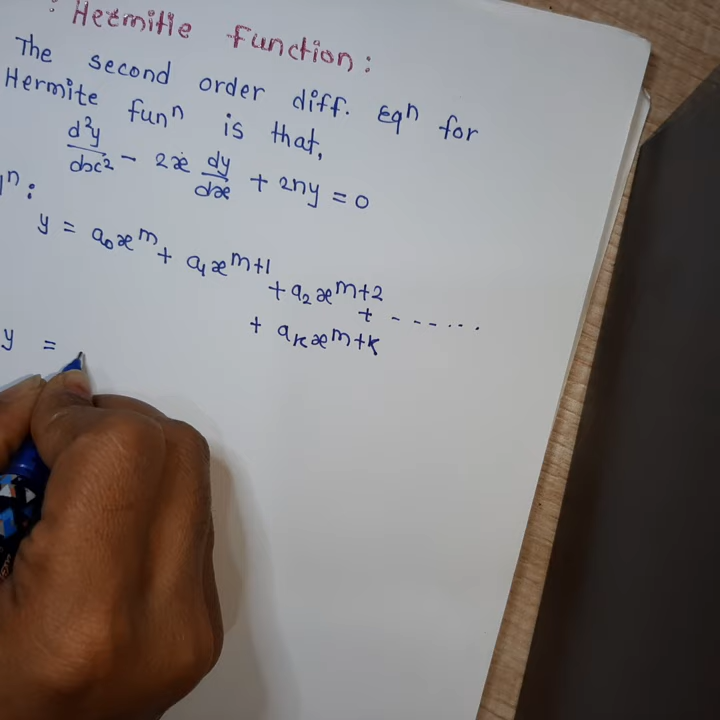 : Hermitie Function:
The second order diff. Eqⁿ for
Hermite funⁿ is that,
d²y/dx² - 2x dy/dx + 2ny = 0
ⁿ:
y = a₀x^m + a₁x^m+1 + a₂x^m+2 + - - - - ...
+ aₖx^m+k
y =